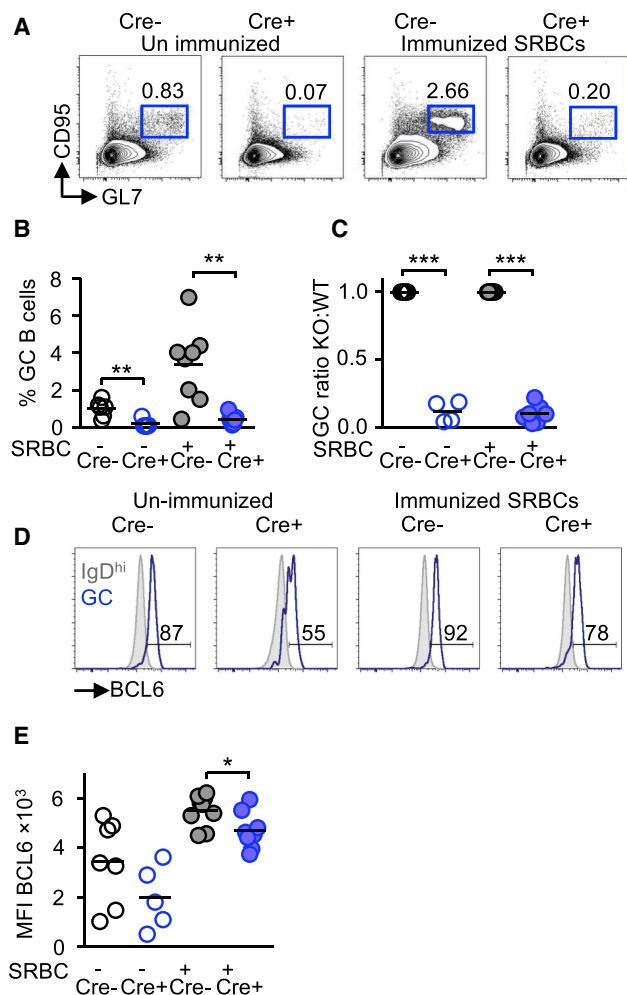 A
Cre- Cre+ Cre- Cre+
Un immunized Immunized SRBCs
0.83 0.07 2.66 0.20
CD95
GL7
B C
** **
% GC B cells
8
6
4
2
0
SRBC - - + +
Cre- Cre+ Cre- Cre+
*** ***
GC ratio KO:WT
1.0
0.5
0.0
SRBC - - + +
Cre- Cre+ Cre- Cre+
Un-immunized Immunized SRBCs
D
Cre- Cre+ Cre- Cre+
IgDhi
GC
87 55 92 78
BCL6
E
*
MFI BCL6 ×10³
6
4
2
0
SRBC - - + +
Cre- Cre+ Cre- Cre+